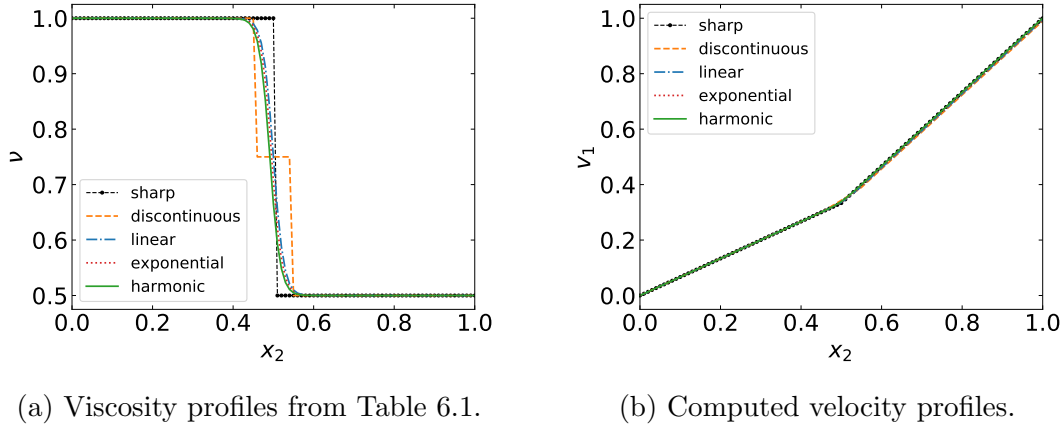 1.0
0.9
0.8
0.7
0.6
0.5
ν
sharp
discontinuous
linear
exponential
harmonic
0.0 0.2 0.4 0.6 0.8 1.0
x2
(a) Viscosity profiles from Table 6.1.
1.0
0.8
0.6
0.4
0.2
0.0
v1
sharp
discontinuous
linear
exponential
harmonic
0.0 0.2 0.4 0.6 0.8 1.0
x2
(b) Computed velocity profiles.